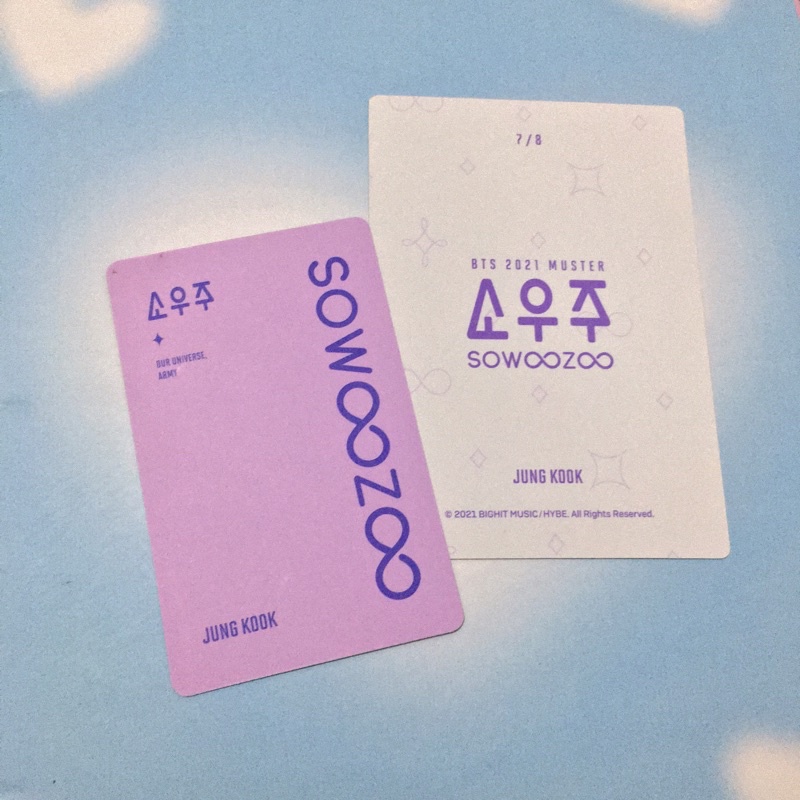 소우주
OUR UNIVERSE,
ARMY
SOWOOZOO
JUNG KOOK
7/8
BTS 2021 MUSTER
소우주
SOWOOZOO
JUNG KOOK
© 2021 BIGHIT MUSIC/HYBE. All Rights Reserved.